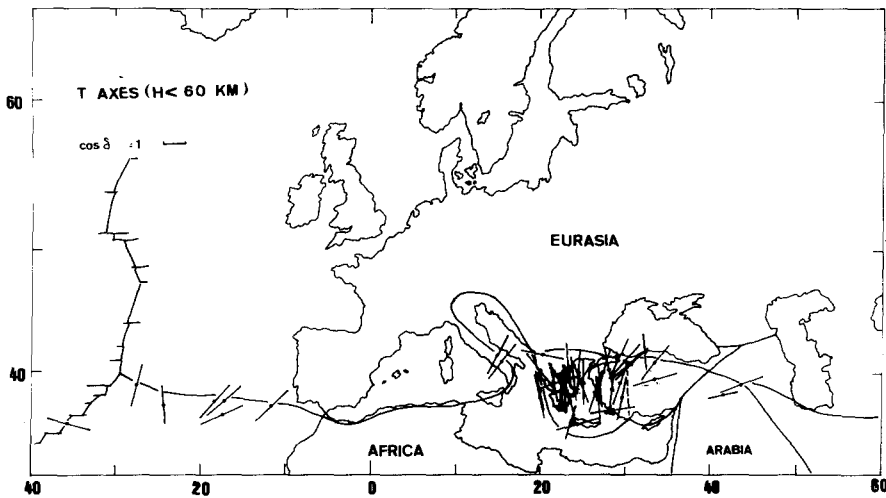 60
T AXES (H< 60 KM)
cos δ =1
EURASIA
40
AFRICA
ARABIA
40
20
0
20
40
60